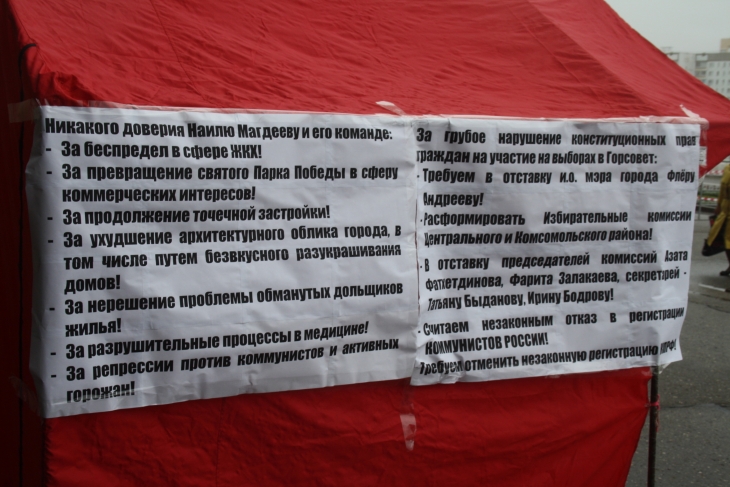 Никакого доверия Наилю Магдееву и его команде:
- За беспредел в сфере ЖКХ!
- За превращение святого Парка Победы в сферу
коммерческих интересов!
- За продолжение точечной застройки!
- За ухудшение архитектурного облика города, в
том числе путем безвкусного разукрашивания
домов!
- За нерешение проблемы обманутых дольщиков
жилья!
- За разрушительные процессы в медицине!
- За репрессии против коммунистов и активных
горожан!
За грубое нарушение конституционных прав
граждан на участие на выборах в Горсовет:
- Требуем в отставку и.о. мэра города Флёру
Андрееву!
- Расформировать Избирательные комиссии
Центрального и Комсомольского района!
- В отставку председателей комиссий Азата
Фатхетдинова, Фарита Залакаева, секретарей -
Татьяну Быданову, Ирину Бодрову!
- Считаем незаконным отказ в регистрации
КОММУНИСТОВ РОССИИ!
Требуем отменить незаконную регистрацию КПРФ!